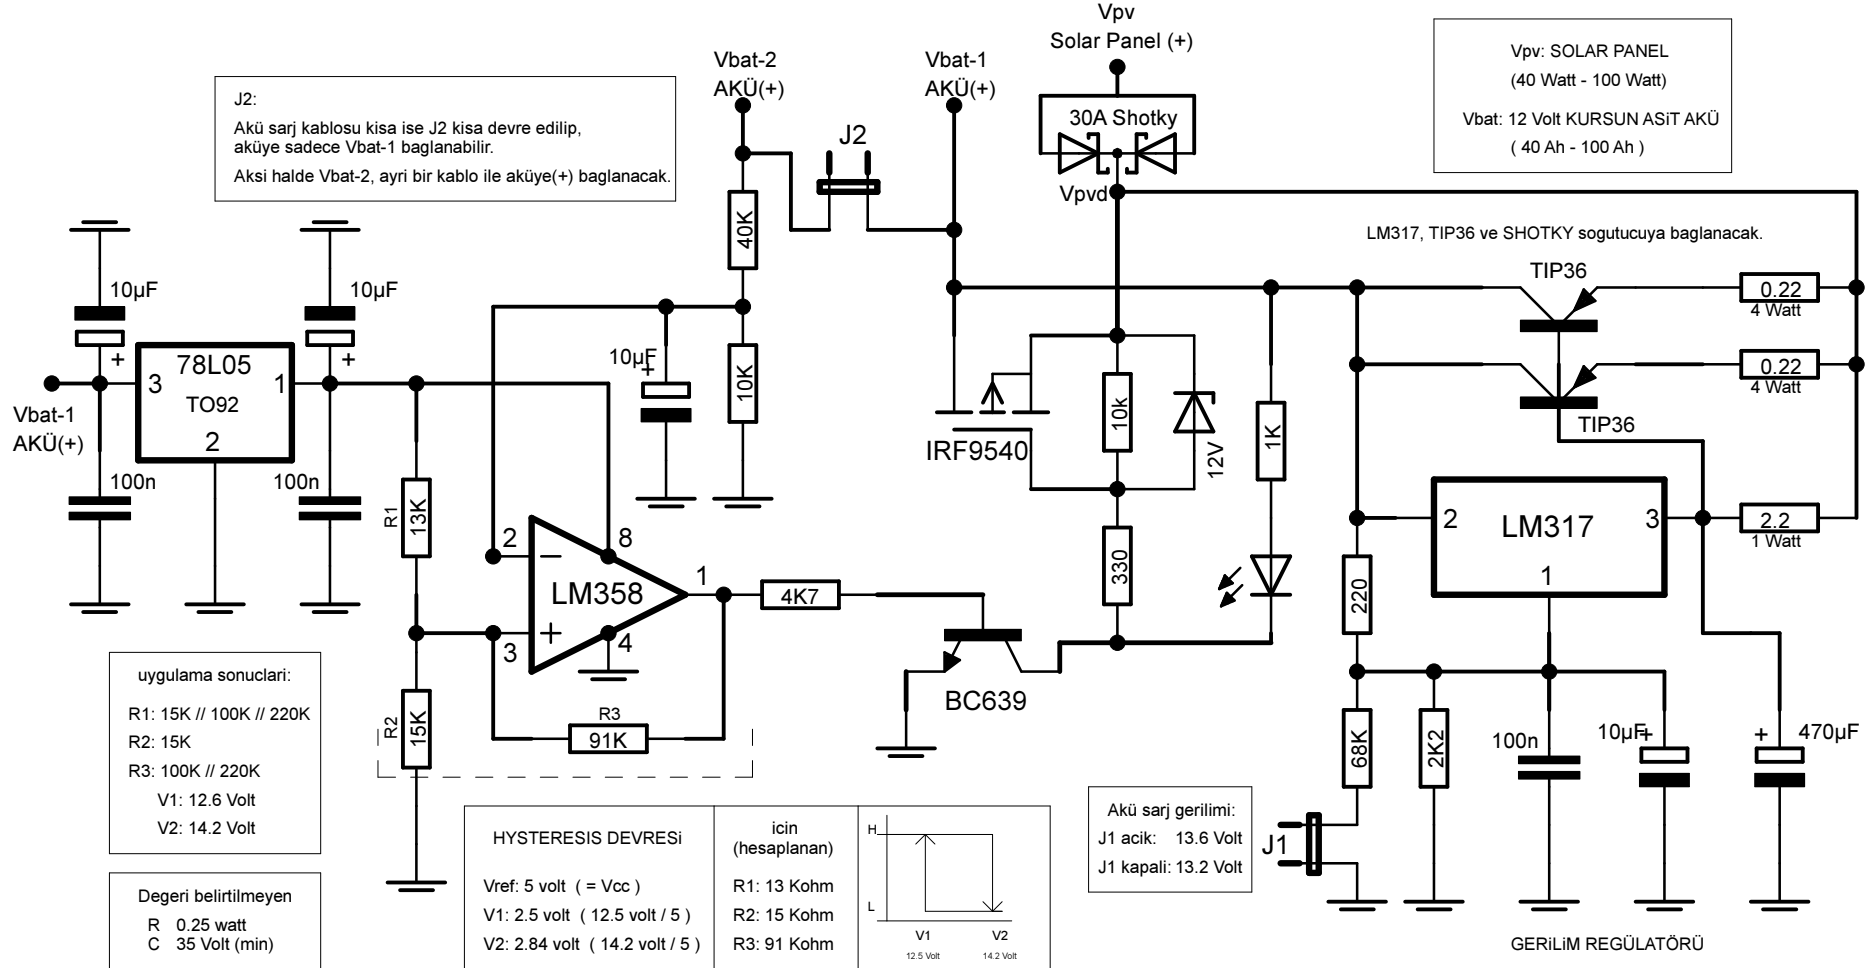 Vpv
Solar Panel (+)
Vbat-2
AKÜ(+)
Vbat-1
AKÜ(+)
J2:
Akü sarj kablosu kisa ise J2 kisa devre edilip,
aküye sadece Vbat-1 baglanabilir.
Aksi halde Vbat-2, ayri bir kablo ile aküye(+) baglanacak.
J2
30A Shotky
Vpvd
Vpv: SOLAR PANEL
(40 Watt - 100 Watt)
Vbat: 12 Volt KURSUN ASiT AKÜ
( 40 Ah - 100 Ah )
LM317, TIP36 ve SHOTKY sogutucuya baglanacak.
TIP36
0.22
4 Watt
0.22
4 Watt
TIP36
10µF
+
10µF
+
78L05
TO92
3
1
2
Vbat-1
AKÜ(+)
100n
100n
40K
10K
10µF
+
R1
13K
IRF9540
10k
12V
1K
330
LM317
2
3
1
2.2
1 Watt
220
2
8
LM358
1
3
4
4K7
BC639
R2
15K
R3
91K
68K
2K2
100n
10µF
+
+
470µF
J1
uygulama sonuclari:
R1: 15K // 100K // 220K
R2: 15K
R3: 100K // 220K
V1: 12.6 Volt
V2: 14.2 Volt
Degeri belirtilmeyen
R 0.25 watt
C 35 Volt (min)
HYSTERESIS DEVRESi
Vref: 5 volt ( = Vcc )
V1: 2.5 volt ( 12.5 volt / 5 )
V2: 2.84 volt ( 14.2 volt / 5 )
icin
(hesaplanan)
R1: 13 Kohm
R2: 15 Kohm
R3: 91 Kohm
H
L
V1
V2
12.5 Volt
14.2 Volt
Akü sarj gerilimi:
J1 acik: 13.6 Volt
J1 kapali: 13.2 Volt
GERiLiM REGÜLATÖRÜ